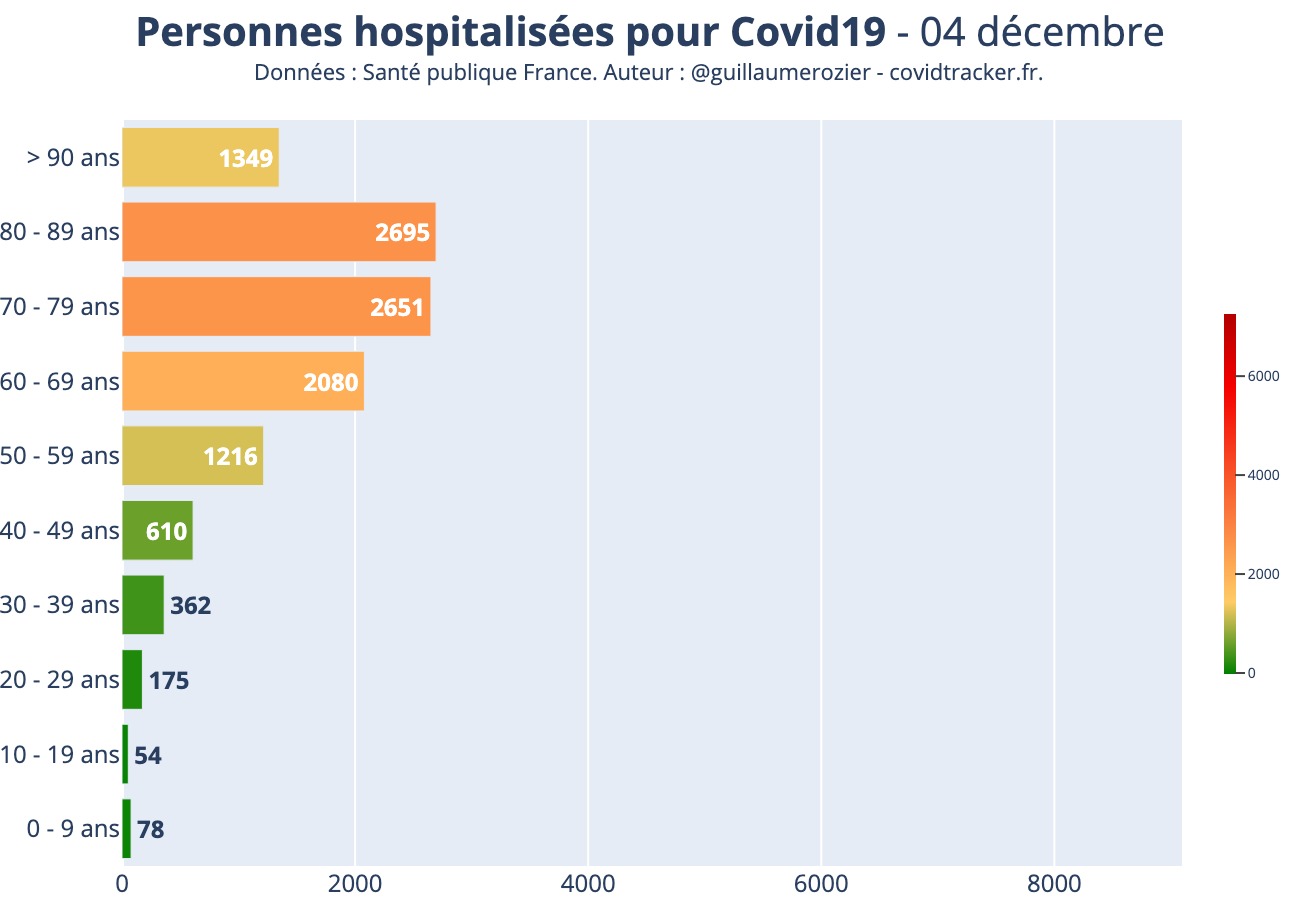 Personnes hospitalisées pour Covid19 - 04 décembre
Données : Santé publique France. Auteur : @guillaumerozier - covidtracker.fr.
> 90 ans 1349
80 - 89 ans 2695
70 - 79 ans 2651
60 - 69 ans 2080
50 - 59 ans 1216
40 - 49 ans 610
30 - 39 ans 362
20 - 29 ans 175
10 - 19 ans 54
0 - 9 ans 78
0 2000 4000 6000 8000
6000
4000
2000
0